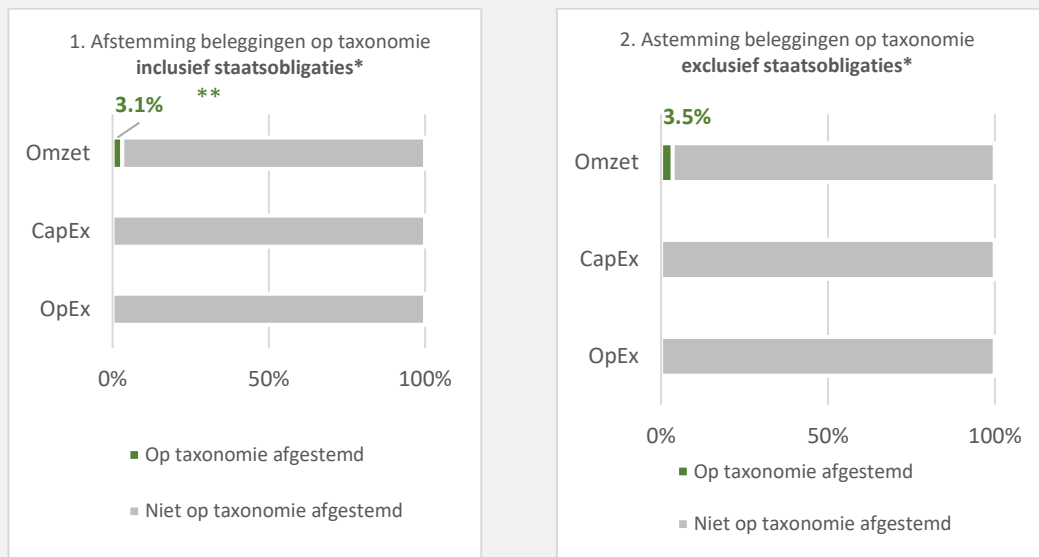 1. Afstemming beleggingen op taxonomie
inclusief staatsobligaties*
3.1%
**
Omzet
CapEx
OpEx
0%
50%
100%
Op taxonomie afgestemd
Niet op taxonomie afgestemd
2. Astemming beleggingen op taxonomie
exclusief staatsobligaties*
3.5%
Omzet
CapEx
OpEx
0%
50%
100%
Op taxonomie afgestemd
Niet op taxonomie afgestemd